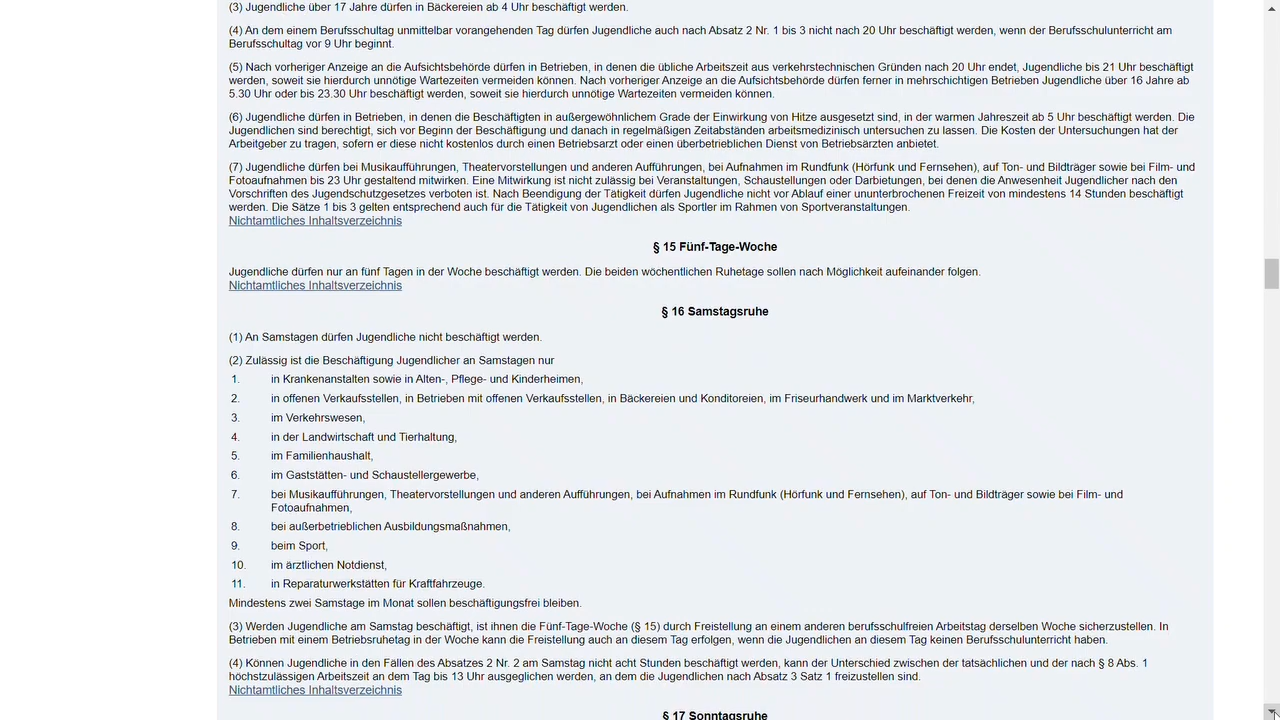 (3) Jugendliche über 17 Jahre dürfen in Bäckereien ab 4 Uhr beschäftigt werden.
(4) An dem einem Berufsschultag unmittelbar vorangehenden Tag dürfen Jugendliche auch nach Absatz 2 Nr. 1 bis 3 nicht nach 20 Uhr beschäftigt werden, wenn der Berufsschulunterricht am
Berufsschultag vor 9 Uhr beginnt.
(5) Nach vorheriger Anzeige an die Aufsichtsbehörde dürfen in Betrieben, in denen die übliche Arbeitszeit aus verkehrstechnischen Gründen nach 20 Uhr endet, Jugendliche bis 21 Uhr beschäftigt
werden, soweit sie hierdurch unnötige Wartezeiten vermeiden können. Nach vorheriger Anzeige an die Aufsichtsbehörde dürfen ferner in mehrschichtigen Betrieben Jugendliche über 16 Jahre ab
5.30 Uhr oder bis 23.30 Uhr beschäftigt werden, soweit sie hierdurch unnötige Wartezeiten vermeiden können.
(6) Jugendliche dürfen in Betrieben, in denen die Beschäftigten in außergewöhnlichem Grade der Einwirkung von Hitze ausgesetzt sind, in der warmen Jahreszeit ab 5 Uhr beschäftigt werden. Die
Jugendlichen sind berechtigt, sich vor Beginn der Beschäftigung und danach in regelmäßigen Zeitabständen arbeitsmedizinisch untersuchen zu lassen. Die Kosten der Untersuchungen hat der
Arbeitgeber zu tragen, sofern er diese nicht kostenlos durch einen Betriebsarzt oder einen überbetrieblichen Dienst von Betriebsärzten anbietet.
(7) Jugendliche dürfen bei Musikaufführungen, Theatervorstellungen und anderen Aufführungen, bei Aufnahmen im Rundfunk (Hörfunk und Fernsehen), auf Ton- und Bildträger sowie bei Film- und
Fotoaufnahmen bis 23 Uhr gestaltend mitwirken. Eine Mitwirkung ist nicht zulässig bei Veranstaltungen, Schaustellungen oder Darbietungen, bei denen die Anwesenheit Jugendlicher nach den
Vorschriften des Jugendschutzgesetzes verboten ist. Nach Beendigung der Tätigkeit dürfen Jugendliche nicht vor Ablauf einer ununterbrochenen Freizeit von mindestens 14 Stunden beschäftigt
werden. Die Sätze 1 bis 3 gelten entsprechend auch für die Tätigkeit von Jugendlichen als Sportler im Rahmen von Sportveranstaltungen.
Nichtamtliches Inhaltsverzeichnis
§ 15 Fünf-Tage-Woche
Jugendliche dürfen nur an fünf Tagen in der Woche beschäftigt werden. Die beiden wöchentlichen Ruhetage sollen nach Möglichkeit aufeinander folgen.
Nichtamtliches Inhaltsverzeichnis
§ 16 Samstagsruhe
(1) An Samstagen dürfen Jugendliche nicht beschäftigt werden.
(2) Zulässig ist die Beschäftigung Jugendlicher an Samstagen nur
1. in Krankenanstalten sowie in Alten-, Pflege- und Kinderheimen,
2. in offenen Verkaufsstellen, in Betrieben mit offenen Verkaufsstellen, in Bäckereien und Konditoreien, im Friseurhandwerk und im Marktverkehr,
3. im Verkehrswesen,
4. in der Landwirtschaft und Tierhaltung,
5. im Familienhaushalt,
6. im Gaststätten- und Schaustellergewerbe,
7. bei Musikaufführungen, Theatervorstellungen und anderen Aufführungen, bei Aufnahmen im Rundfunk (Hörfunk und Fernsehen), auf Ton- und Bildträger sowie bei Film- und
Fotoaufnahmen,
8. bei außerbetrieblichen Ausbildungsmaßnahmen,
9. beim Sport,
10. im ärztlichen Notdienst,
11. in Reparaturwerkstätten für Kraftfahrzeuge.
Mindestens zwei Samstage im Monat sollen beschäftigungsfrei bleiben.
(3) Werden Jugendliche am Samstag beschäftigt, ist ihnen die Fünf-Tage-Woche (§ 15) durch Freistellung an einem anderen berufsschulfreien Arbeitstag derselben Woche sicherzustellen. In
Betrieben mit einem Betriebsruhetag in der Woche kann die Freistellung auch an diesem Tag erfolgen, wenn die Jugendlichen an diesem Tag keinen Berufsschulunterricht haben.
(4) Können Jugendliche in den Fällen des Absatzes 2 Nr. 2 am Samstag nicht acht Stunden beschäftigt werden, kann der Unterschied zwischen der tatsächlichen und der nach § 8 Abs. 1
höchstzulässigen Arbeitszeit an dem Tag bis 13 Uhr ausgeglichen werden, an dem die Jugendlichen nach Absatz 3 Satz 1 freizustellen sind.
Nichtamtliches Inhaltsverzeichnis
§ 17 Sonntagsruhe